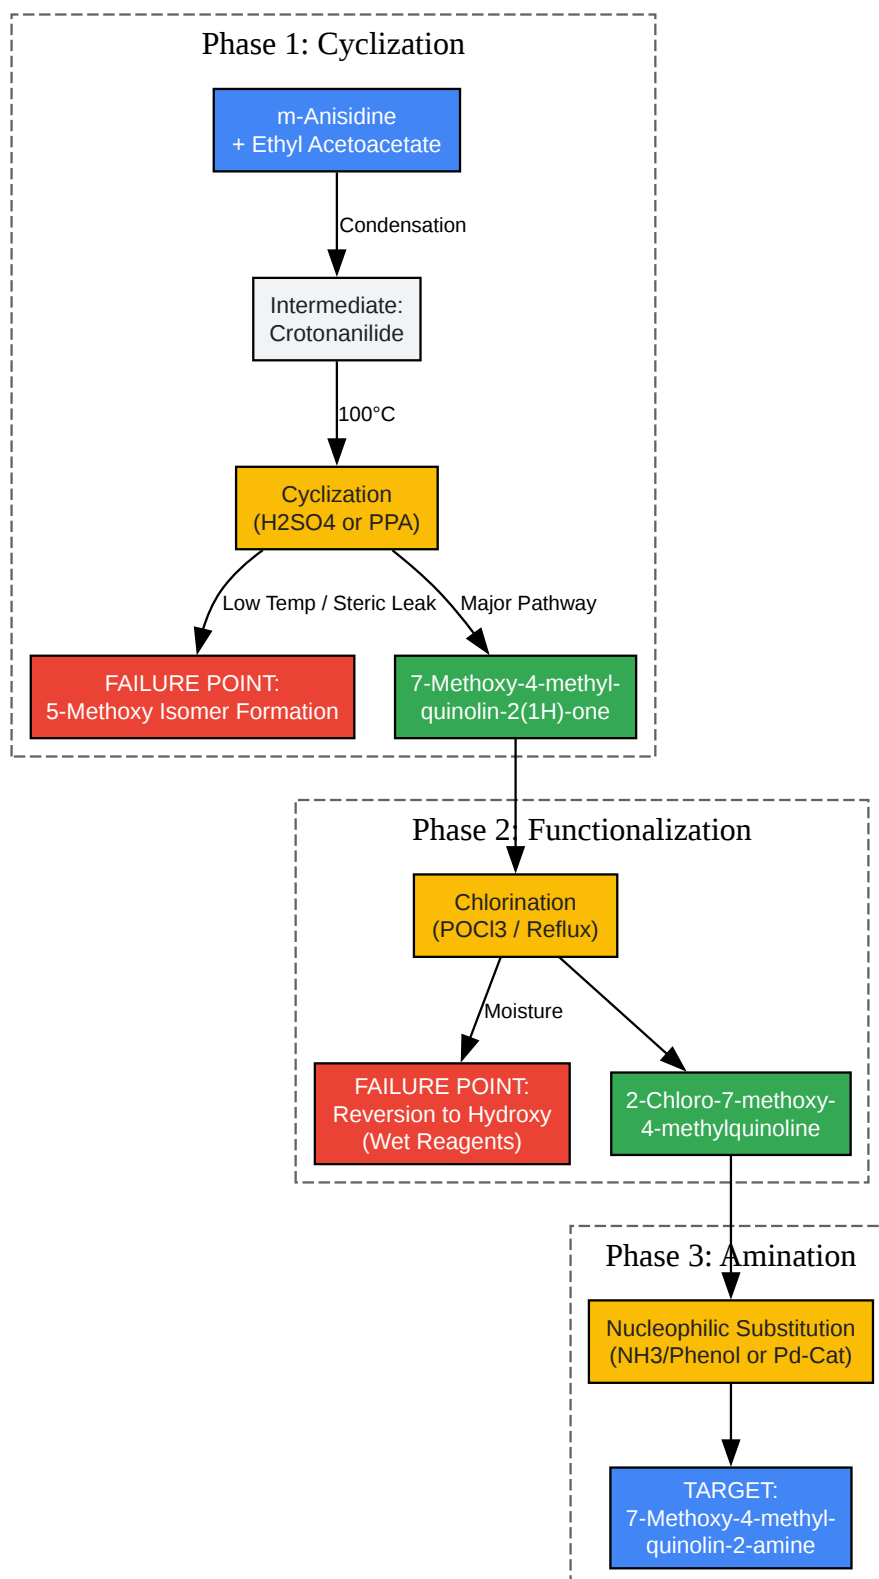 Phase 1: Cyclization
m-Anisidine
+ Ethyl Acetoacetate
Condensation
Intermediate:
Crotonanilide
100°C
Cyclization
(H2SO4 or PPA)
Low Temp / Steric Leak
Major Pathway
FAILURE POINT:
5-Methoxy Isomer Formation
7-Methoxy-4-methyl-
quinolin-2(1H)-one
Phase 2: Functionalization
Chlorination
(POCl3 / Reflux)
Moisture
FAILURE POINT:
Reversion to Hydroxy
(Wet Reagents)
2-Chloro-7-methoxy-
4-methylquinoline
Phase 3: Amination
Nucleophilic Substitution
(NH3/Phenol or Pd-Cat)
TARGET:
7-Methoxy-4-methyl-
quinolin-2-amine